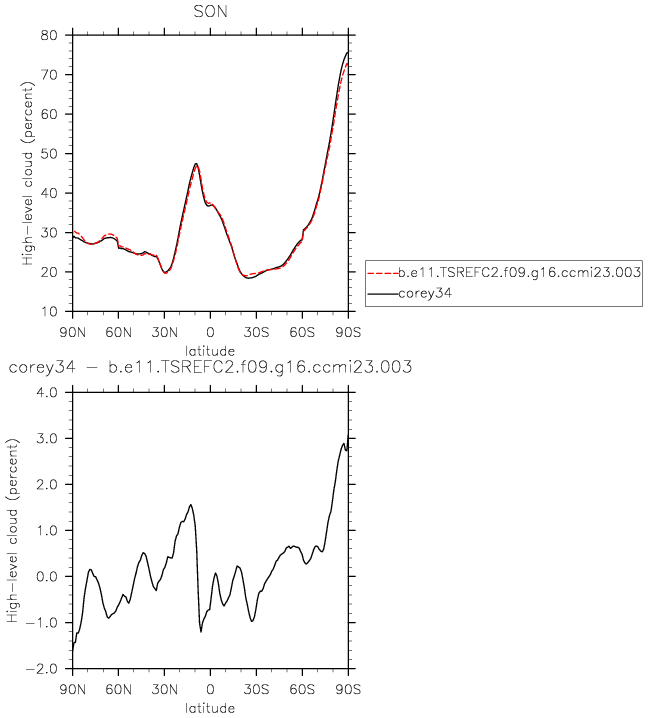 SON
80
70
60
50
40
30
20
10
High-level cloud (percent)
90N 60N 30N 0 30S 60S 90S
latitude
b.e11.TSREFC2.f09.g16.ccmi23.003
corey34
corey34 - b.e11.TSREFC2.f09.g16.ccmi23.003
4.0
3.0
2.0
1.0
0.0
-1.0
-2.0
High-level cloud (percent)
90N 60N 30N 0 30S 60S 90S
latitude